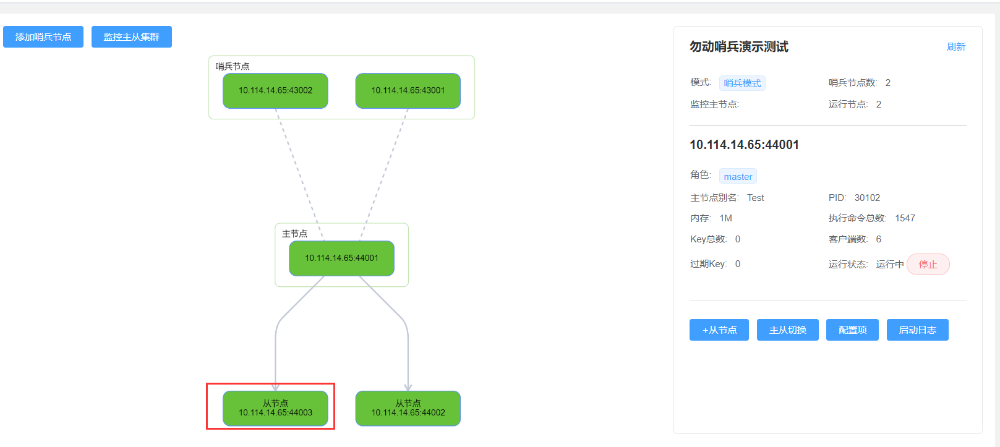 添加哨兵节点
监控主从集群
哨兵节点
10.114.14.65:43002
10.114.14.65:43001
主节点
10.114.14.65:44001
从节点
10.114.14.65:44003
从节点
10.114.14.65:44002
勿动哨兵演示测试
刷新
模式: 哨兵模式
哨兵节点数: 2
监控主节点:
运行节点: 2
10.114.14.65:44001
角色: master
主节点别名: Test
PID: 30102
内存: 1M
执行命令总数: 1547
Key总数: 0
客户端数: 6
过期Key: 0
运行状态: 运行中 停止
+从节点
主从切换
配置项
启动日志